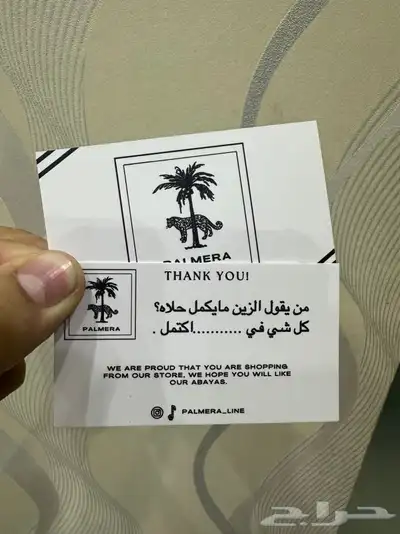 PALMERA
THANK YOU!
من يقول الزين مايكمل حلاه؟
كل شي في ...........اكتمل .
PALMERA
WE ARE PROUD THAT YOU ARE SHOPPING
FROM OUR STORE, WE HOPE YOU WILL LIKE
OUR ABAYAS.
PALMERA_LINE
حراج